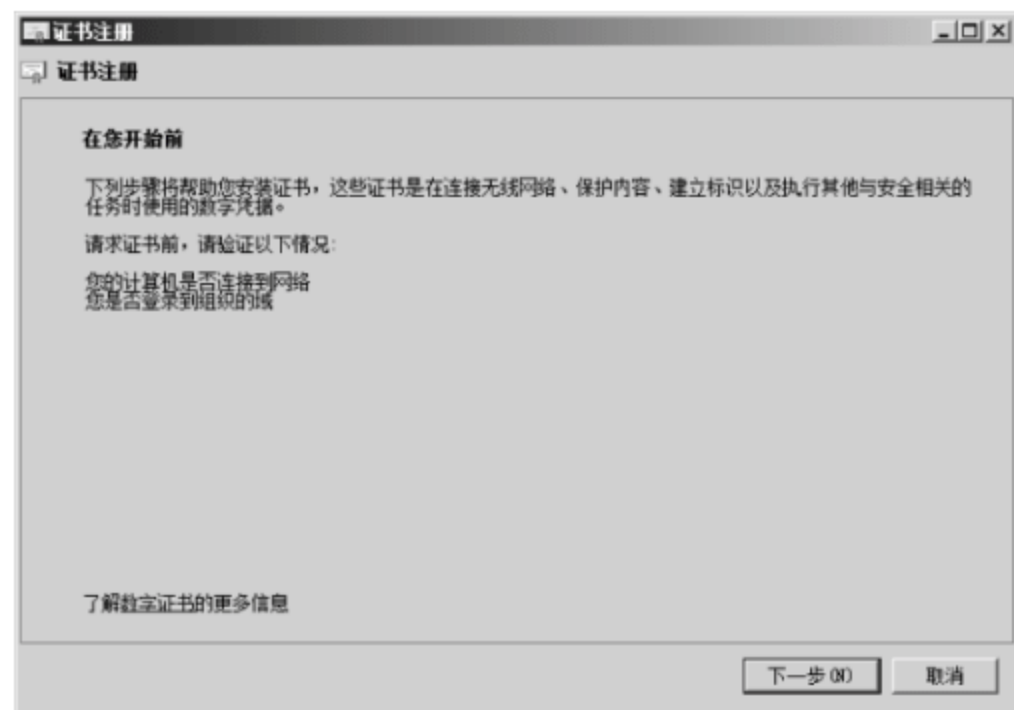 证书注册
证书注册
在您开始前
下列步骤将帮助您安装证书，这些证书是在连接无线网络、保护内容、建立标识以及执行其他与安全相关的
任务时使用的数字凭据。
请求证书前，请验证以下情况:
您的计算机是否连接到网络
您是否登录到组织的域
了解数字证书的更多信息
下一步(N)
取消